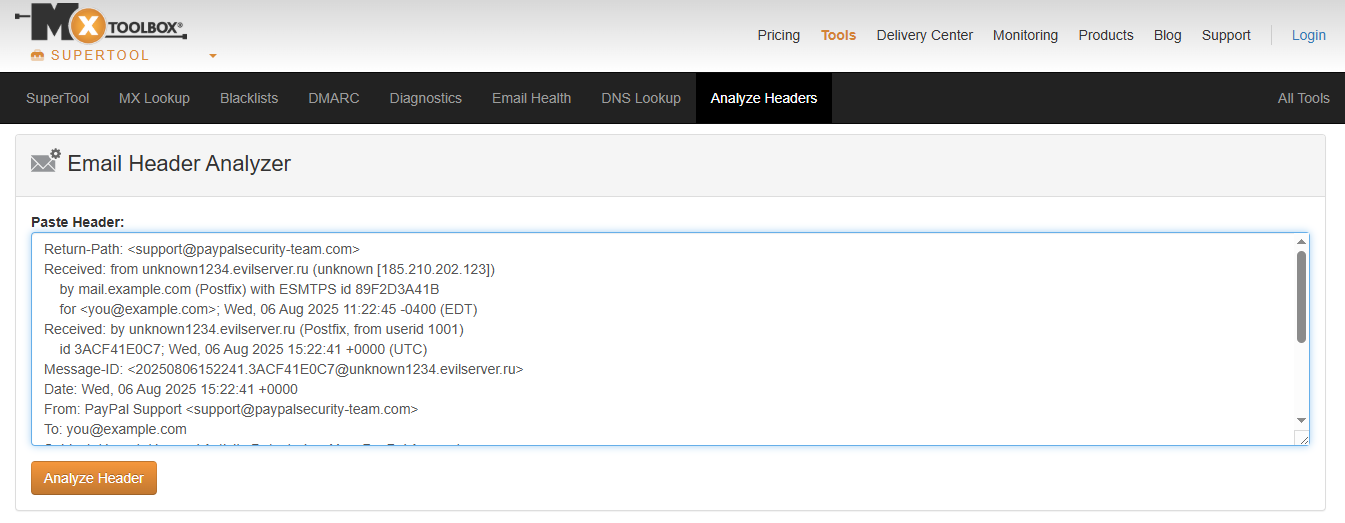 Mx TOOLBOX®
SUPERTOOL
Pricing Tools Delivery Center Monitoring Products Blog Support Login
SuperTool MX Lookup Blacklists DMARC Diagnostics Email Health DNS Lookup Analyze Headers All Tools
Email Header Analyzer
Paste Header:
Return-Path: <support@paypalsecurity-team.com>
Received: from unknown1234.evilserver.ru (unknown [185.210.202.123])
by mail.example.com (Postfix) with ESMTPS id 89F2D3A41B
for <you@example.com>; Wed, 06 Aug 2025 11:22:45 -0400 (EDT)
Received: by unknown1234.evilserver.ru (Postfix, from userid 1001)
id 3ACF41E0C7; Wed, 06 Aug 2025 15:22:41 +0000 (UTC)
Message-ID: <20250806152241.3ACF41E0C7@unknown1234.evilserver.ru>
Date: Wed, 06 Aug 2025 15:22:41 +0000
From: PayPal Support <support@paypalsecurity-team.com>
To: you@example.com
Analyze Header